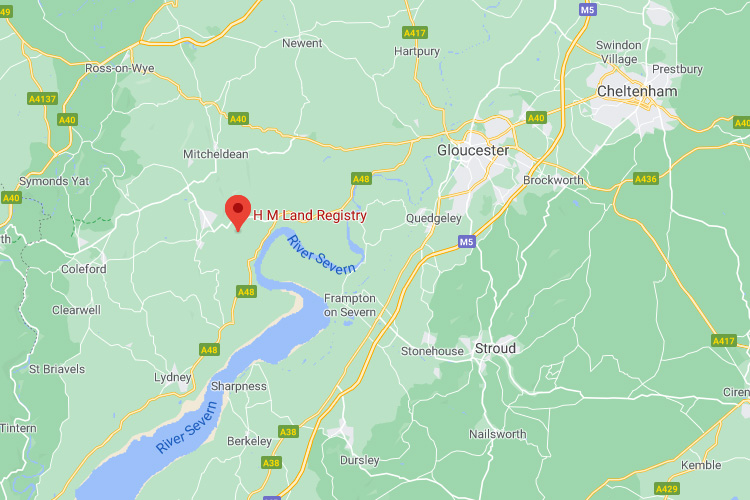 49
M5
A417
Newent
Hartpury
Swindon
Village
Ross-on-Wye
Prestbury
Cheltenham
A4137
A40
A40
A40
A40
Gloucester
Mitcheldean
Symonds Yat
A48
Brockworth
A436
A40
H M Land Registry
Quedgeley
th
M5
River Severn
Coleford
A48
Frampton
on Severn
Clearwell
A417
A48
Stonehouse
Stroud
St Briavels
Lydney
Sharpness
Ciren
River Severn
Tintern
A38
Berkeley
Nailsworth
A38
Dursley
Kemble
A429